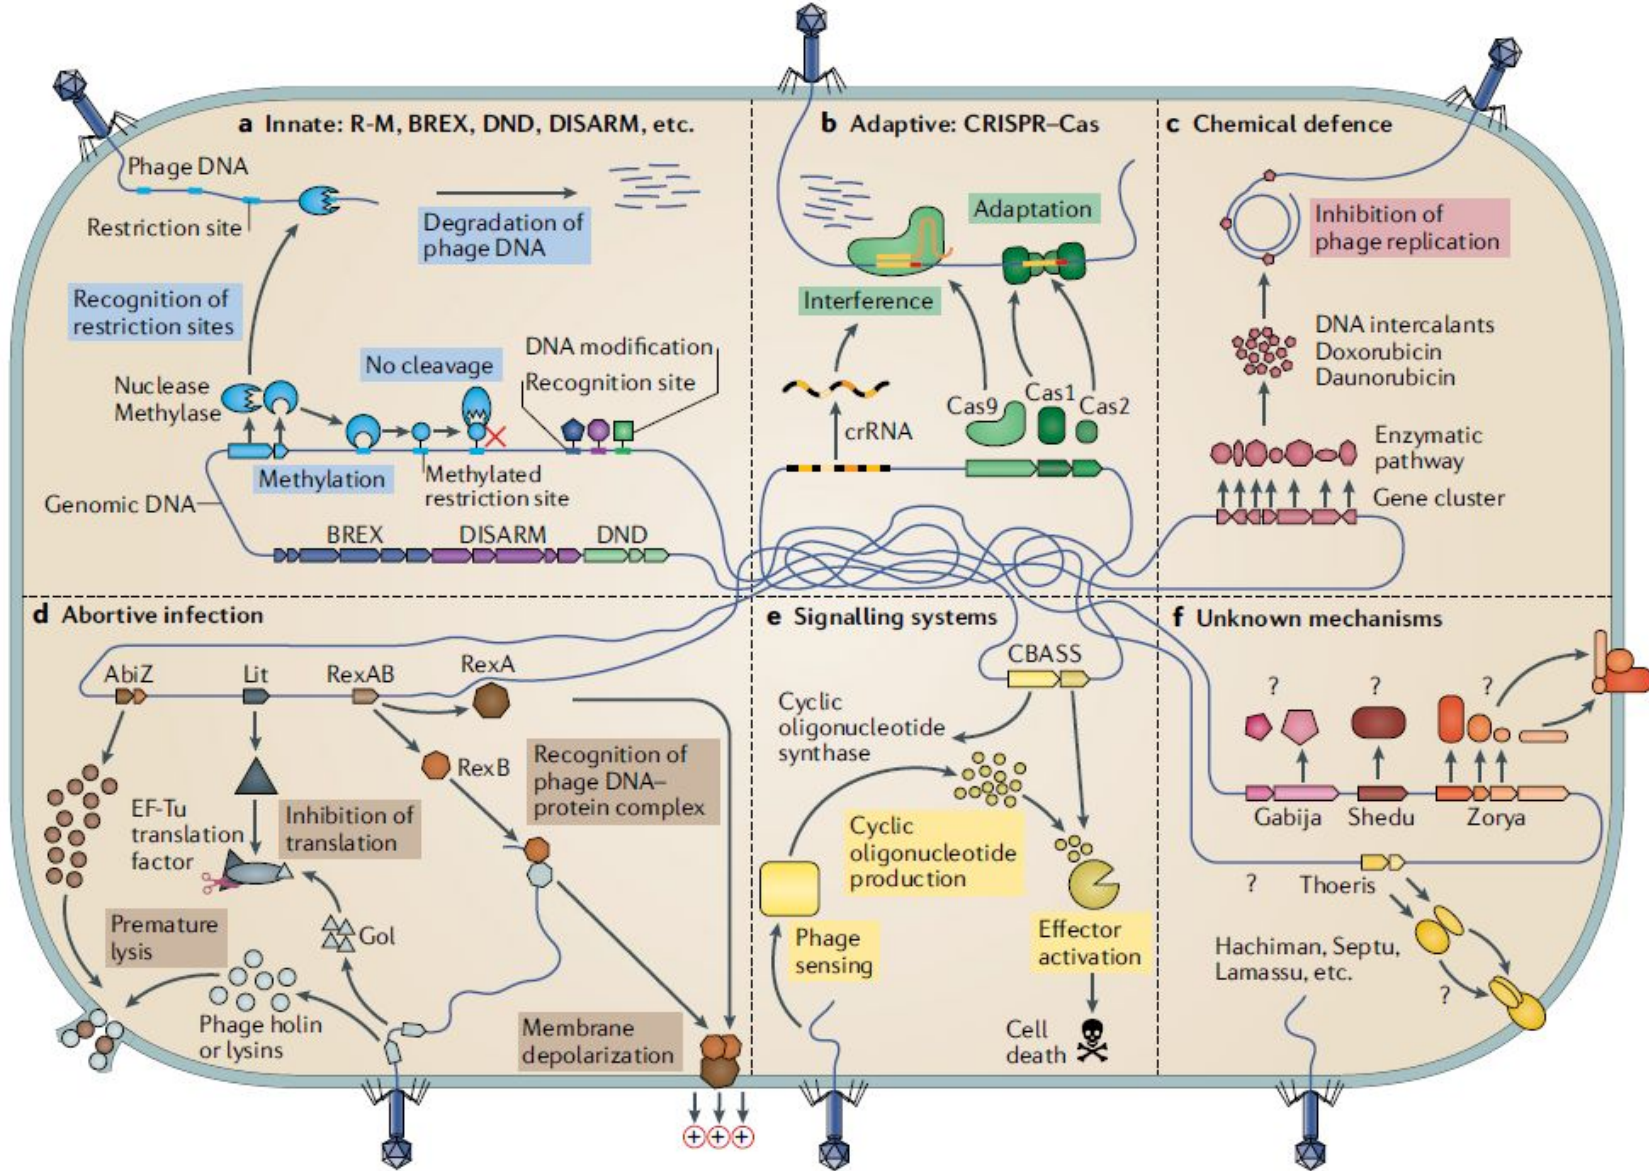 a Innate: R-M, BREX, DND, DISARM, etc.
Phage DNA
Restriction site
Degradation of
phage DNA
Recognition of
restriction sites
Nuclease
Methylase
No cleavage
DNA modification
Recognition site
Methylation
Methylated
restriction site
Genomic DNA
BREX
DISARM
DND
b Adaptive: CRISPR–Cas
Adaptation
Interference
crRNA
Cas9
Cas1
Cas2
c Chemical defence
Inhibition of
phage replication
DNA intercalants
Doxorubicin
Daunorubicin
Enzymatic
pathway
Gene cluster
d Abortive infection
AbiZ
Lit
RexAB
RexA
RexB
Recognition of
phage DNA–
protein complex
EF-Tu
translation
factor
Inhibition of
translation
Premature
lysis
Gol
Phage holin
or lysins
Membrane
depolarization
+ + +
e Signalling systems
CBASS
Cyclic
oligonucleotide
synthase
Cyclic
oligonucleotide
production
Phage
sensing
Effector
activation
Cell
death
f Unknown mechanisms
? ? ?
Gabija
Shedu
Zorya
?
Thoeris
Hachiman, Septu,
Lamassu, etc.
?